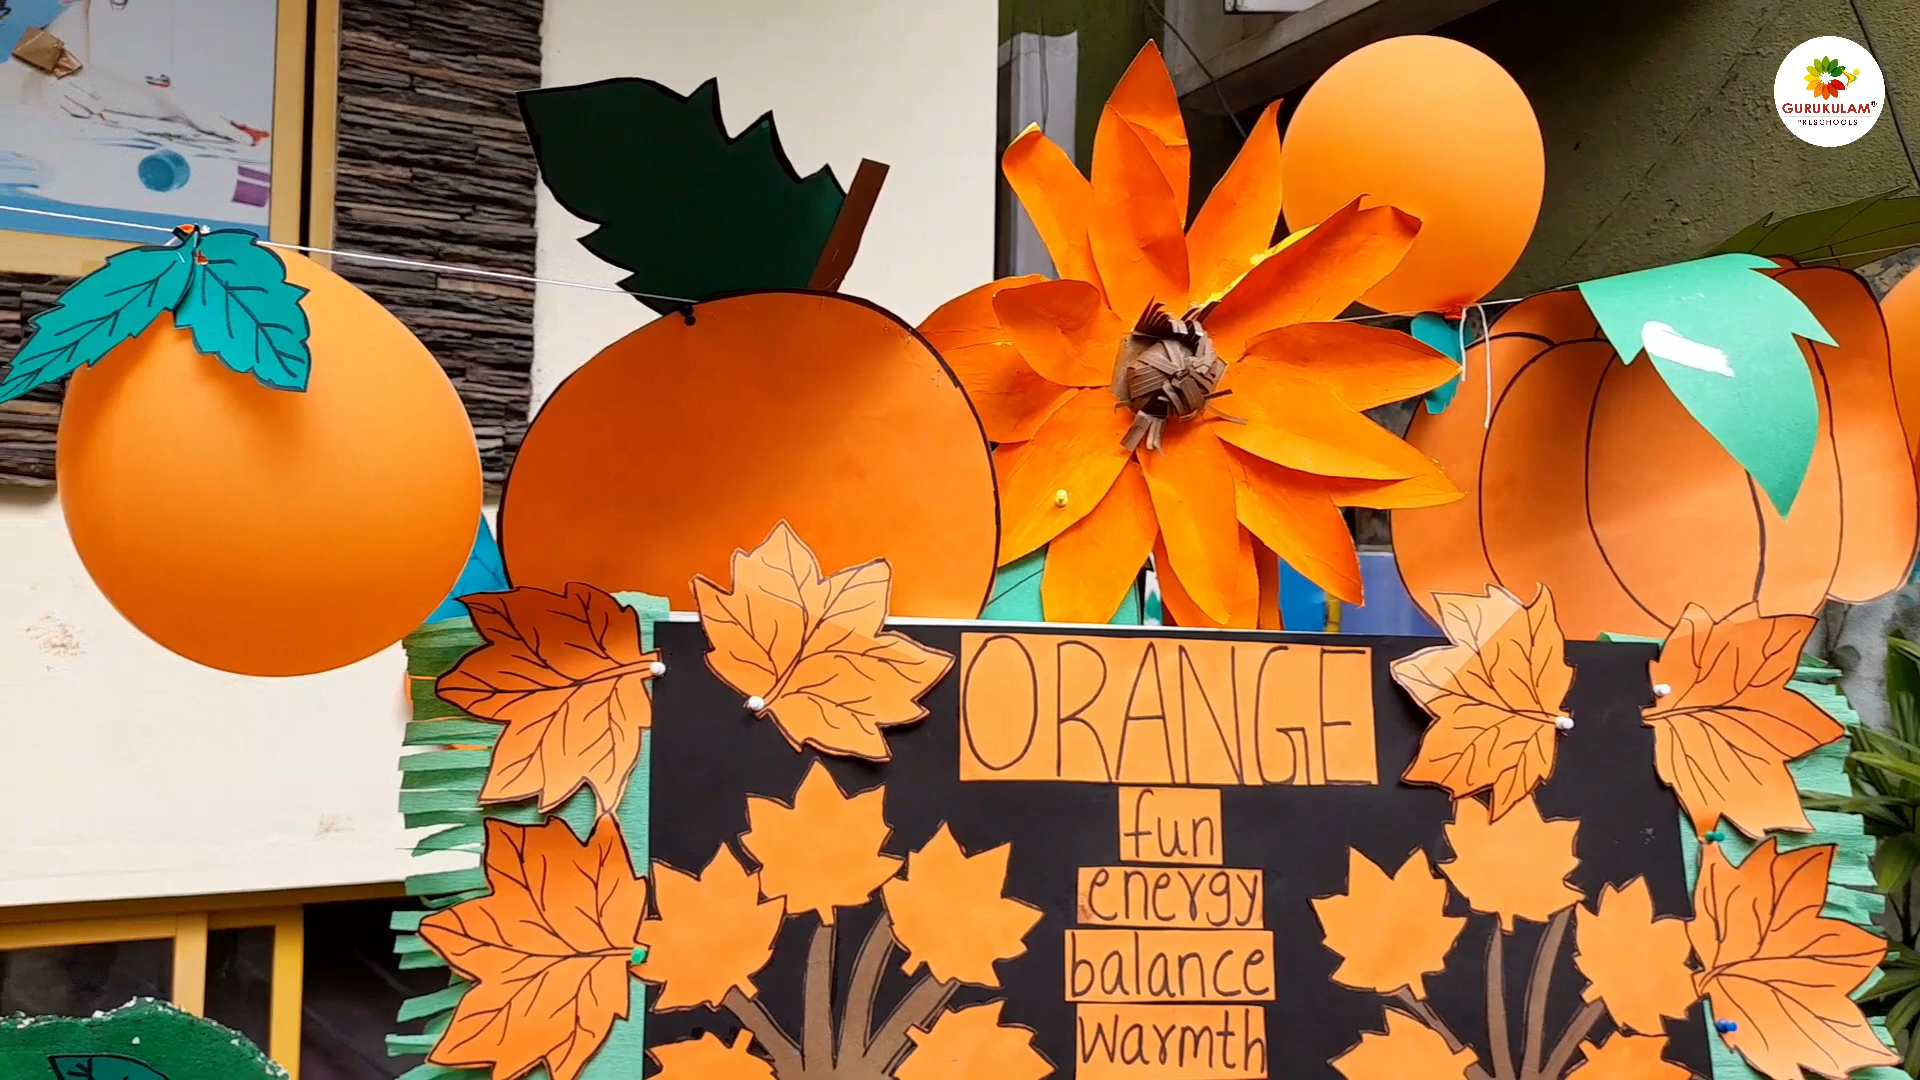 GURUKULAM®
PRESCHOOLS
ORANGE
fun
energy
balance
warmth